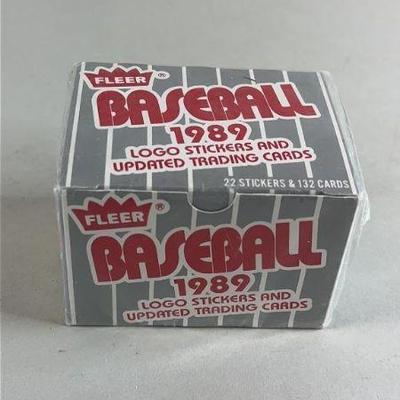 FLEER ®
BASEBALL
1989
LOGO STICKERS AND
UPDATED TRADING CARDS
22 STICKERS & 132 CARDS
FLEER ®
BASEBALL
1989
LOGO STICKERS AND
UPDATED TRADING CARDS